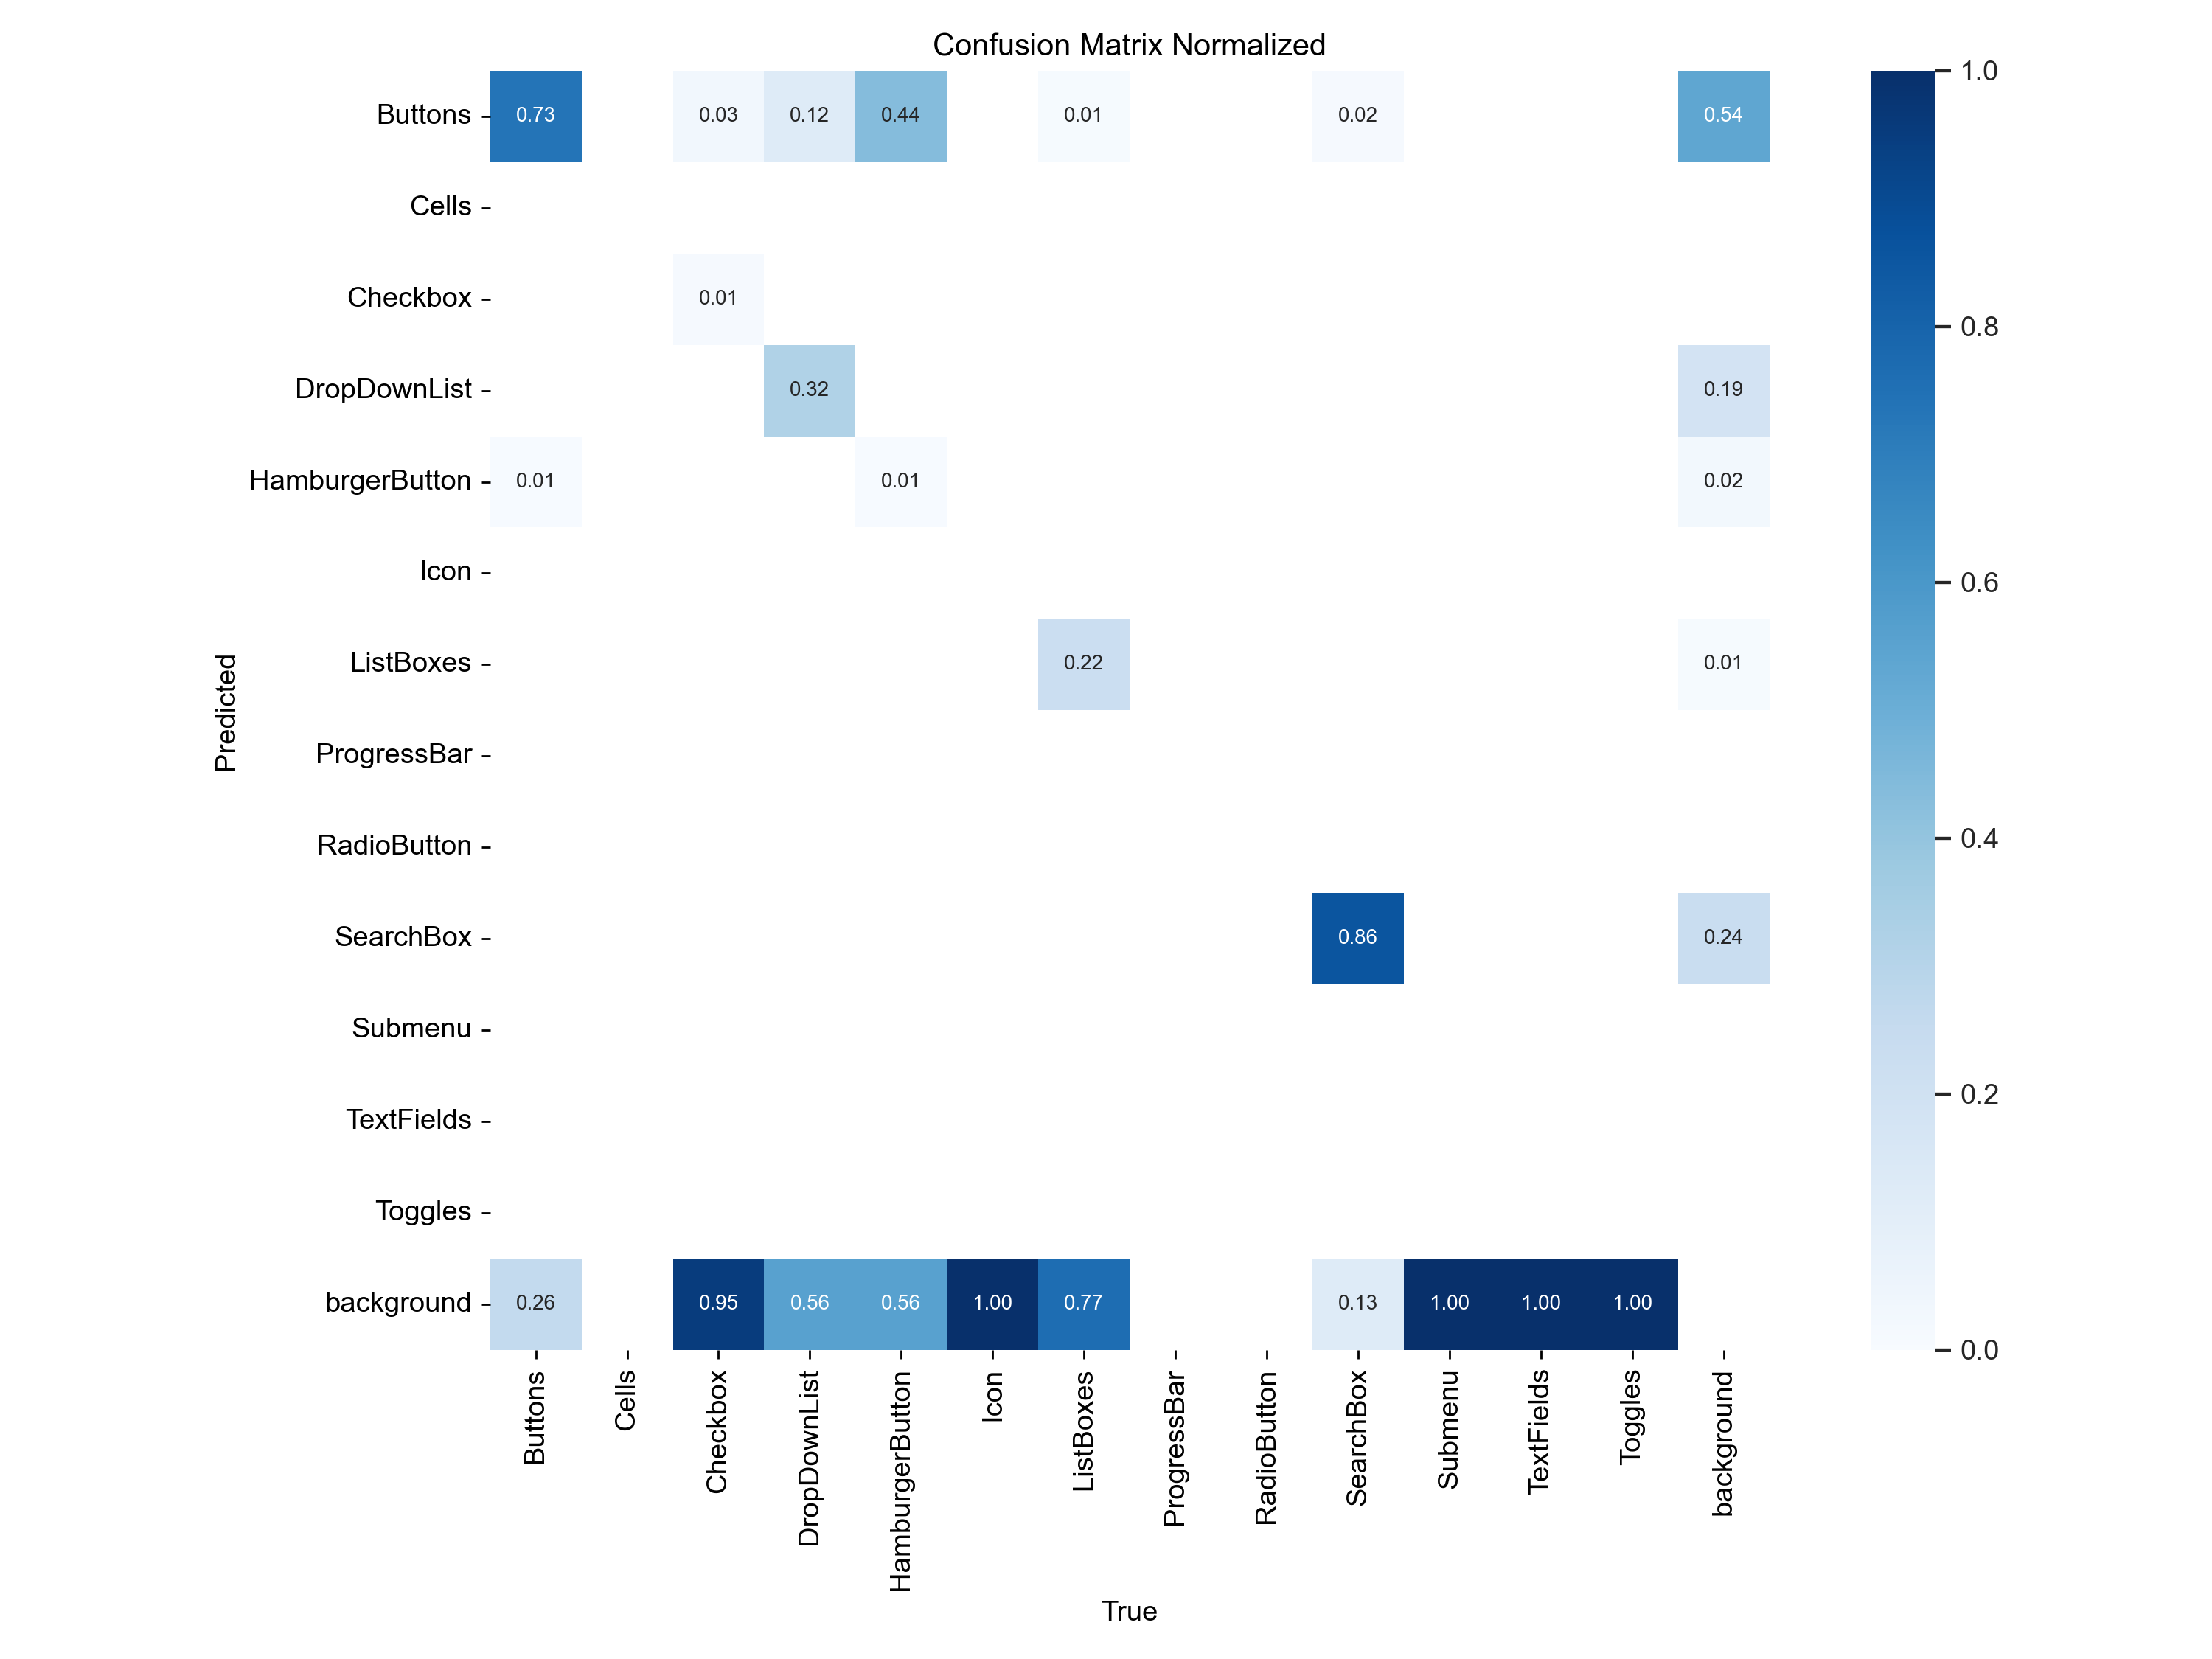 Confusion Matrix Normalized
Buttons 0.73 0.03 0.12 0.44 0.01 0.02 0.54
Cells
Checkbox 0.01
DropDownList 0.32 0.19
HamburgerButton 0.01 0.01 0.02
Icon
ListBoxes 0.22 0.01
ProgressBar
RadioButton
SearchBox 0.86 0.24
Submenu
TextFields
Toggles
background 0.26 0.95 0.56 0.56 1.00 0.77 0.13 1.00 1.00 1.00
Predicted
Buttons
Cells
Checkbox
DropDownList
HamburgerButton
Icon
ListBoxes
ProgressBar
RadioButton
SearchBox
Submenu
TextFields
Toggles
background
True
1.0
0.8
0.6
0.4
0.2
0.0